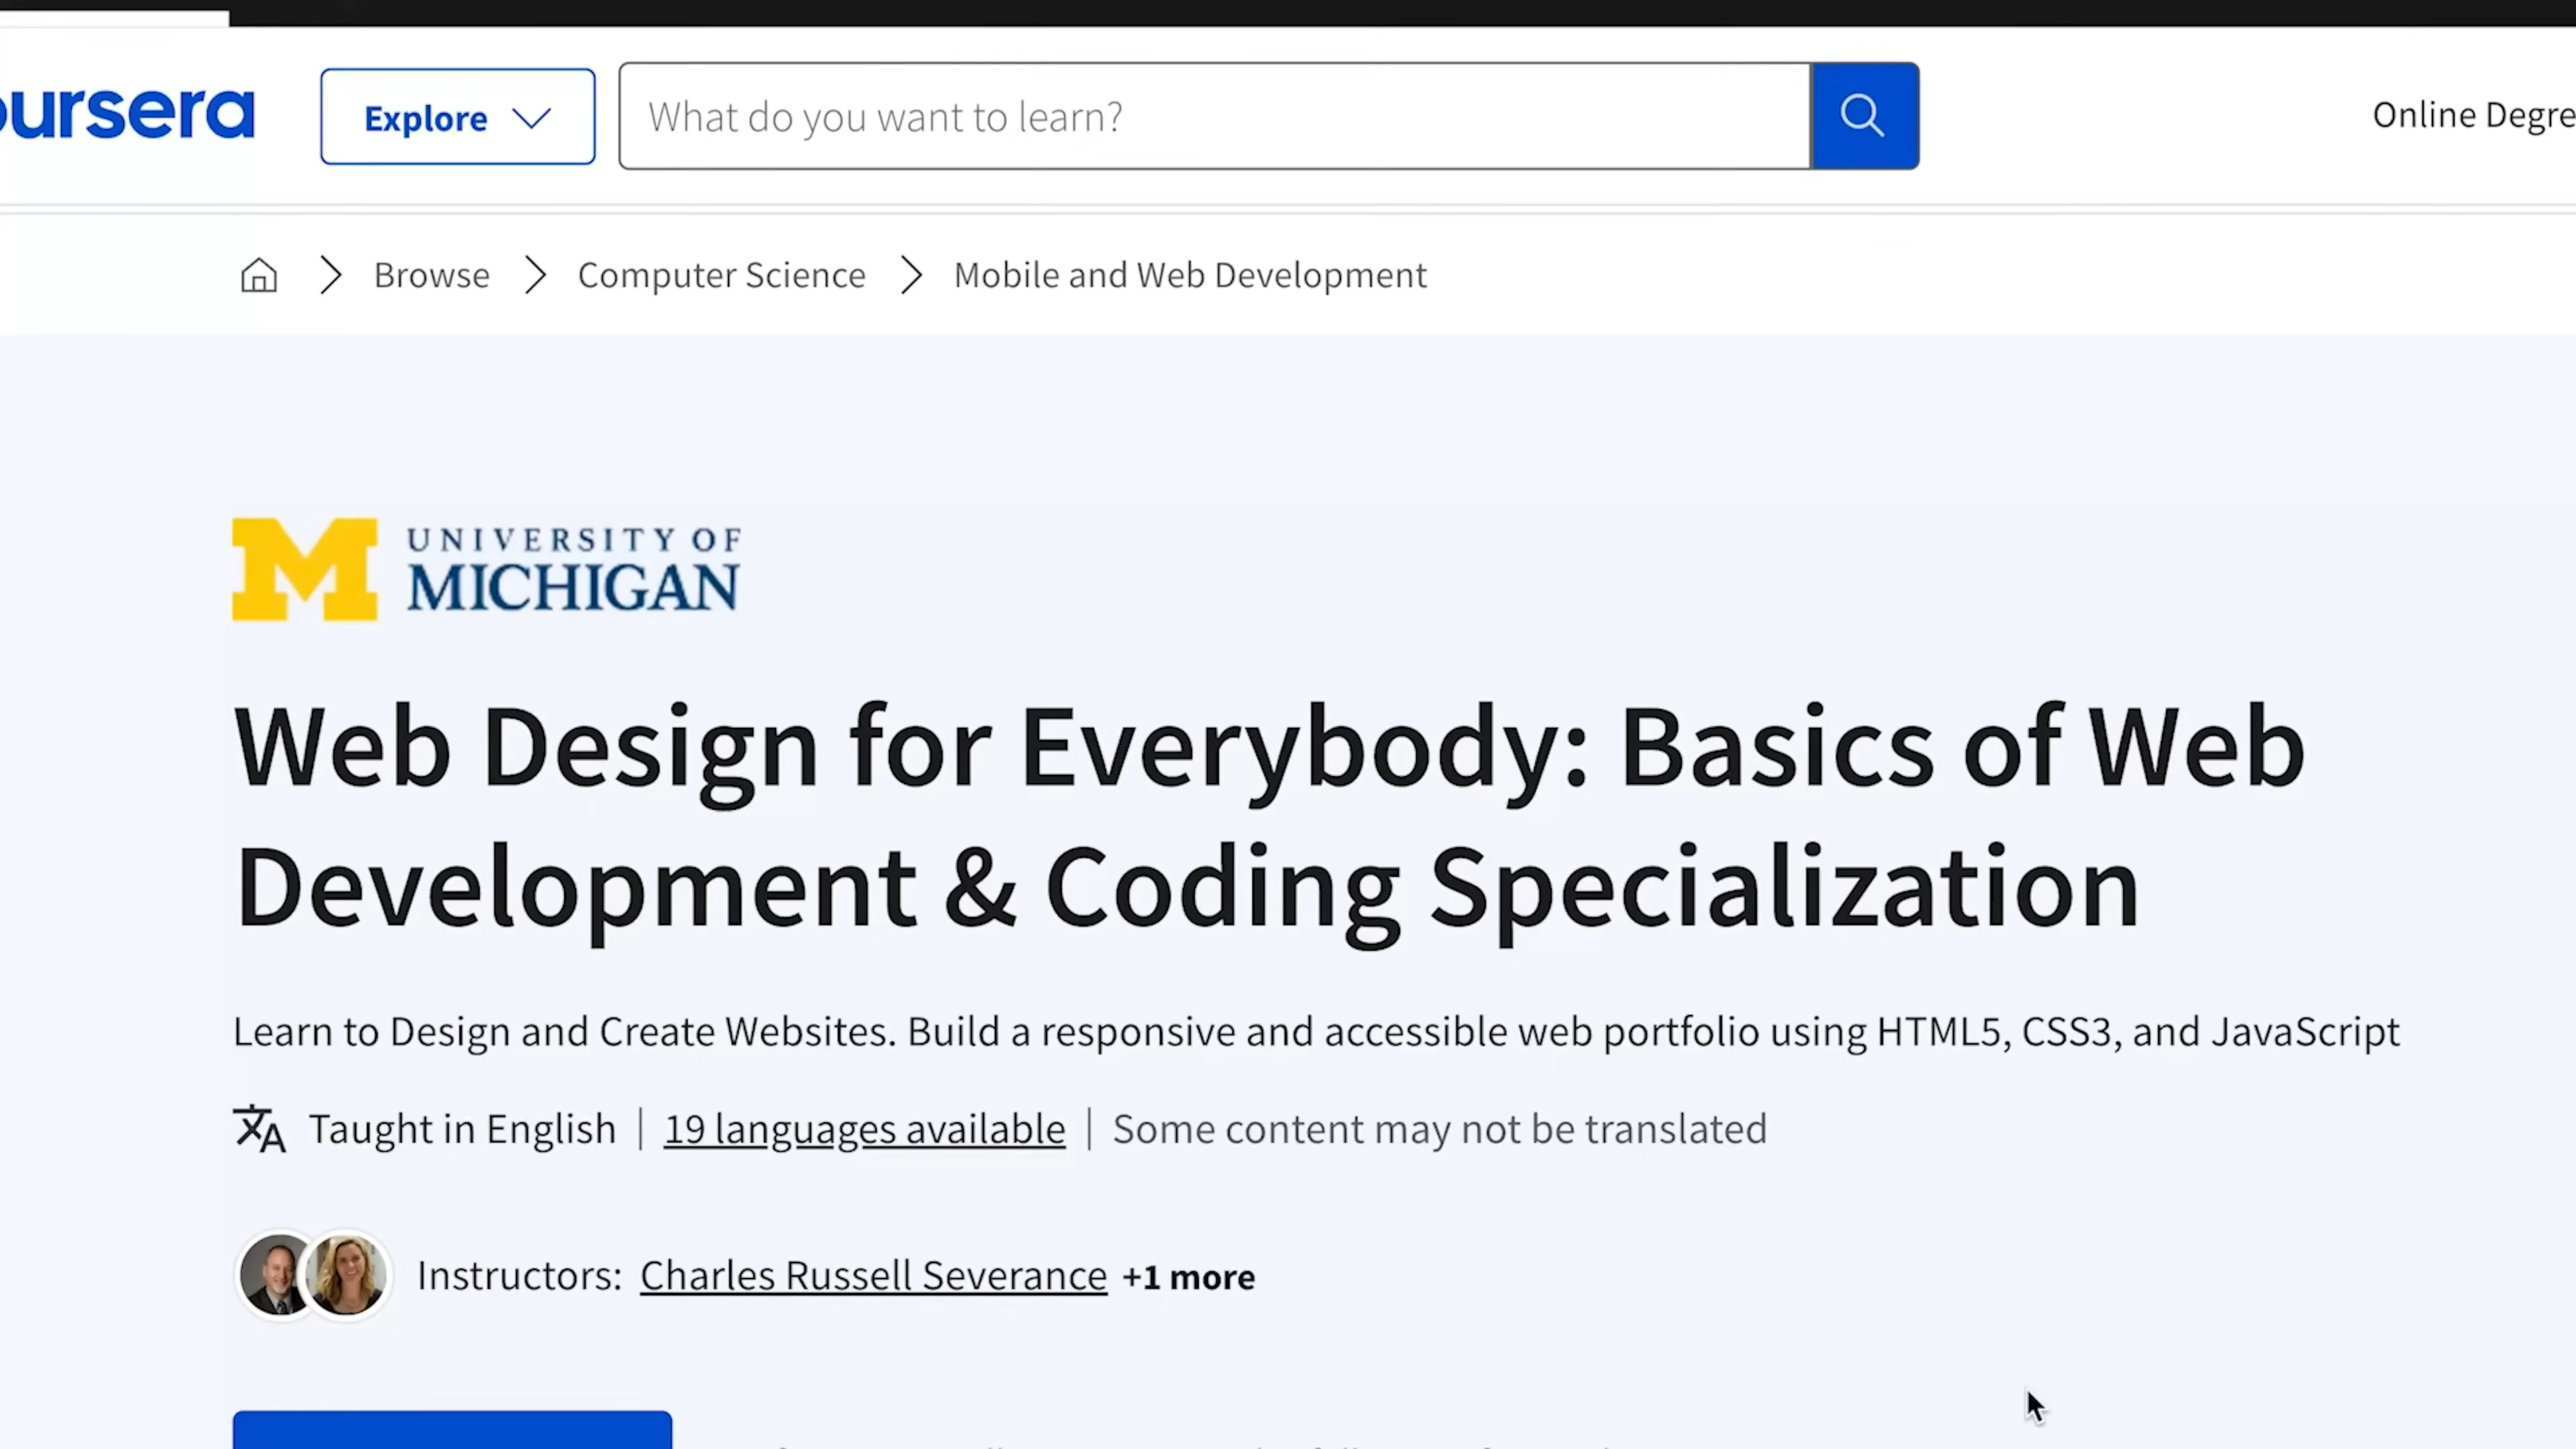 oursera
Explore
What do you want to learn?
Online Degre
Browse
Computer Science
Mobile and Web Development
UNIVERSITY OF
MICHIGAN
Web Design for Everybody: Basics of Web
Development & Coding Specialization
Learn to Design and Create Websites. Build a responsive and accessible web portfolio using HTML5, CSS3, and JavaScript
Taught in English | 19 languages available | Some content may not be translated
Instructors: Charles Russell Severance +1 more